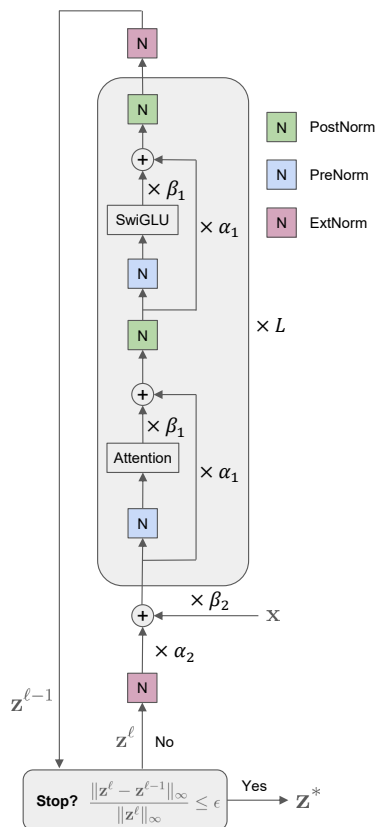 N
N
N PostNorm
+
× β₁
N PreNorm
SwiGLU
× α₁
N ExtNorm
N
N
× L
+
× β₁
Attention
× α₁
N
× β₂
+
x
× α₂
N
z^{ℓ−1}
z^ℓ No
Stop? ‖z^ℓ − z^{ℓ−1}‖∞ / ‖z^ℓ‖∞ ≤ ϵ
Yes
z*